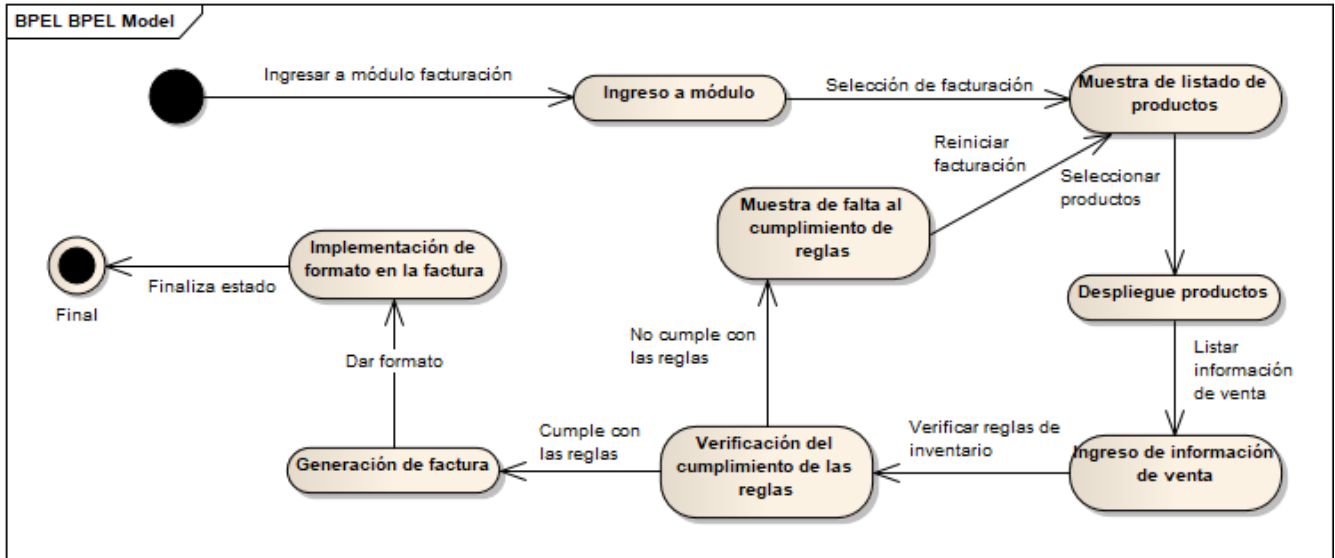 BPEL BPEL Model
Ingresar a módulo facturación
Ingreso a módulo
Selección de facturación
Muestra de listado de
productos
Reiniciar
facturación
Seleccionar
productos
Muestra de falta al
cumplimiento de
reglas
Implementación de
formato en la factura
Finaliza estado
Final
Despliegue productos
No cumple con
las reglas
Listar
información
de venta
Dar formato
Cumple con
las reglas
Verificar reglas de
inventario
Generación de factura
Verificación del
cumplimiento de las
reglas
Ingreso de información
de venta